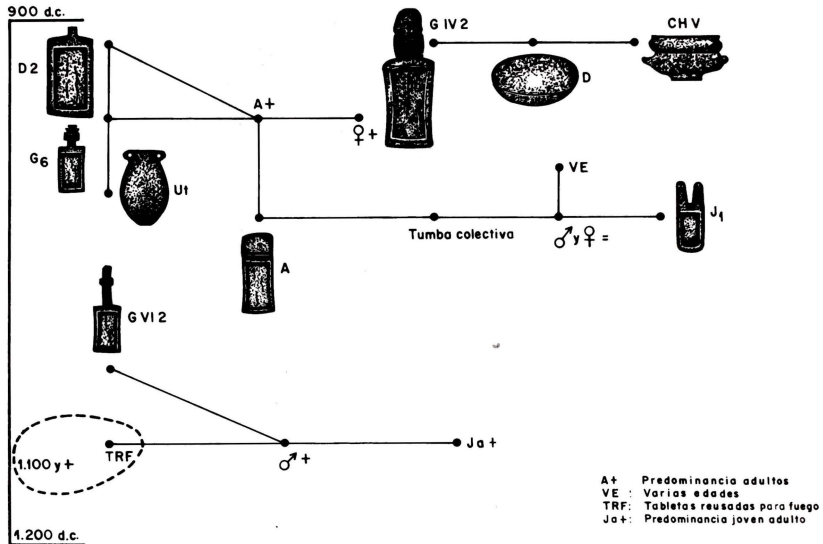 900 d.c.
D2
G6
Ut
A+
♀+
G IV 2
D
CH V
VE
Tumba colectiva
♂ y ♀ =
J1
A
G VI 2
1.100 y +
TRF
♂+
Ja+
1.200 d.c.
A+ Predominancia adultos
VE : Varias edades
TRF: Tabletas reusadas para fuego
Ja+: Predominancia joven adulto